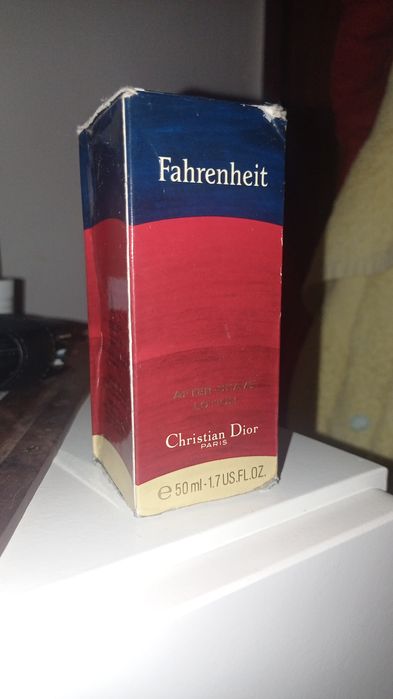 Fahrenheit
AFTER-SHAVE
LOTION
Christian Dior
PARIS
℮ 50 ml - 1.7 US.FL.OZ.